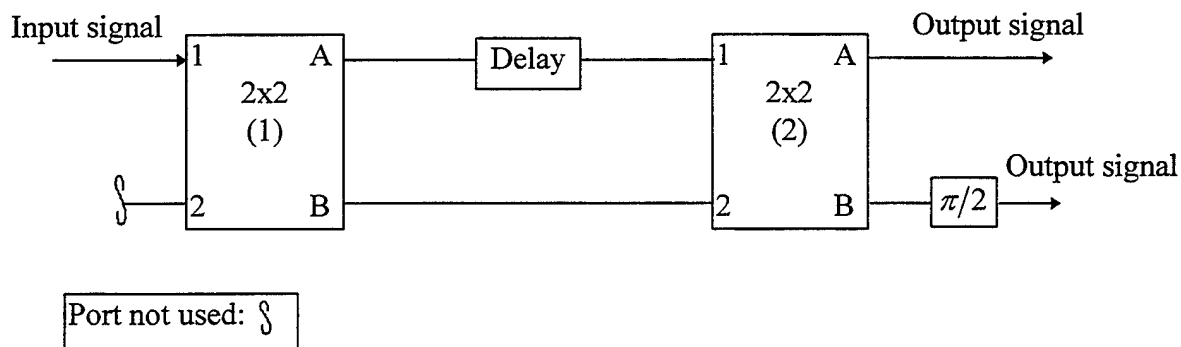 Input signal
Output signal
1
A
Delay
1
A
2x2
(1)
2x2
(2)
Output signal
2
B
2
B
π/2
Port not used: